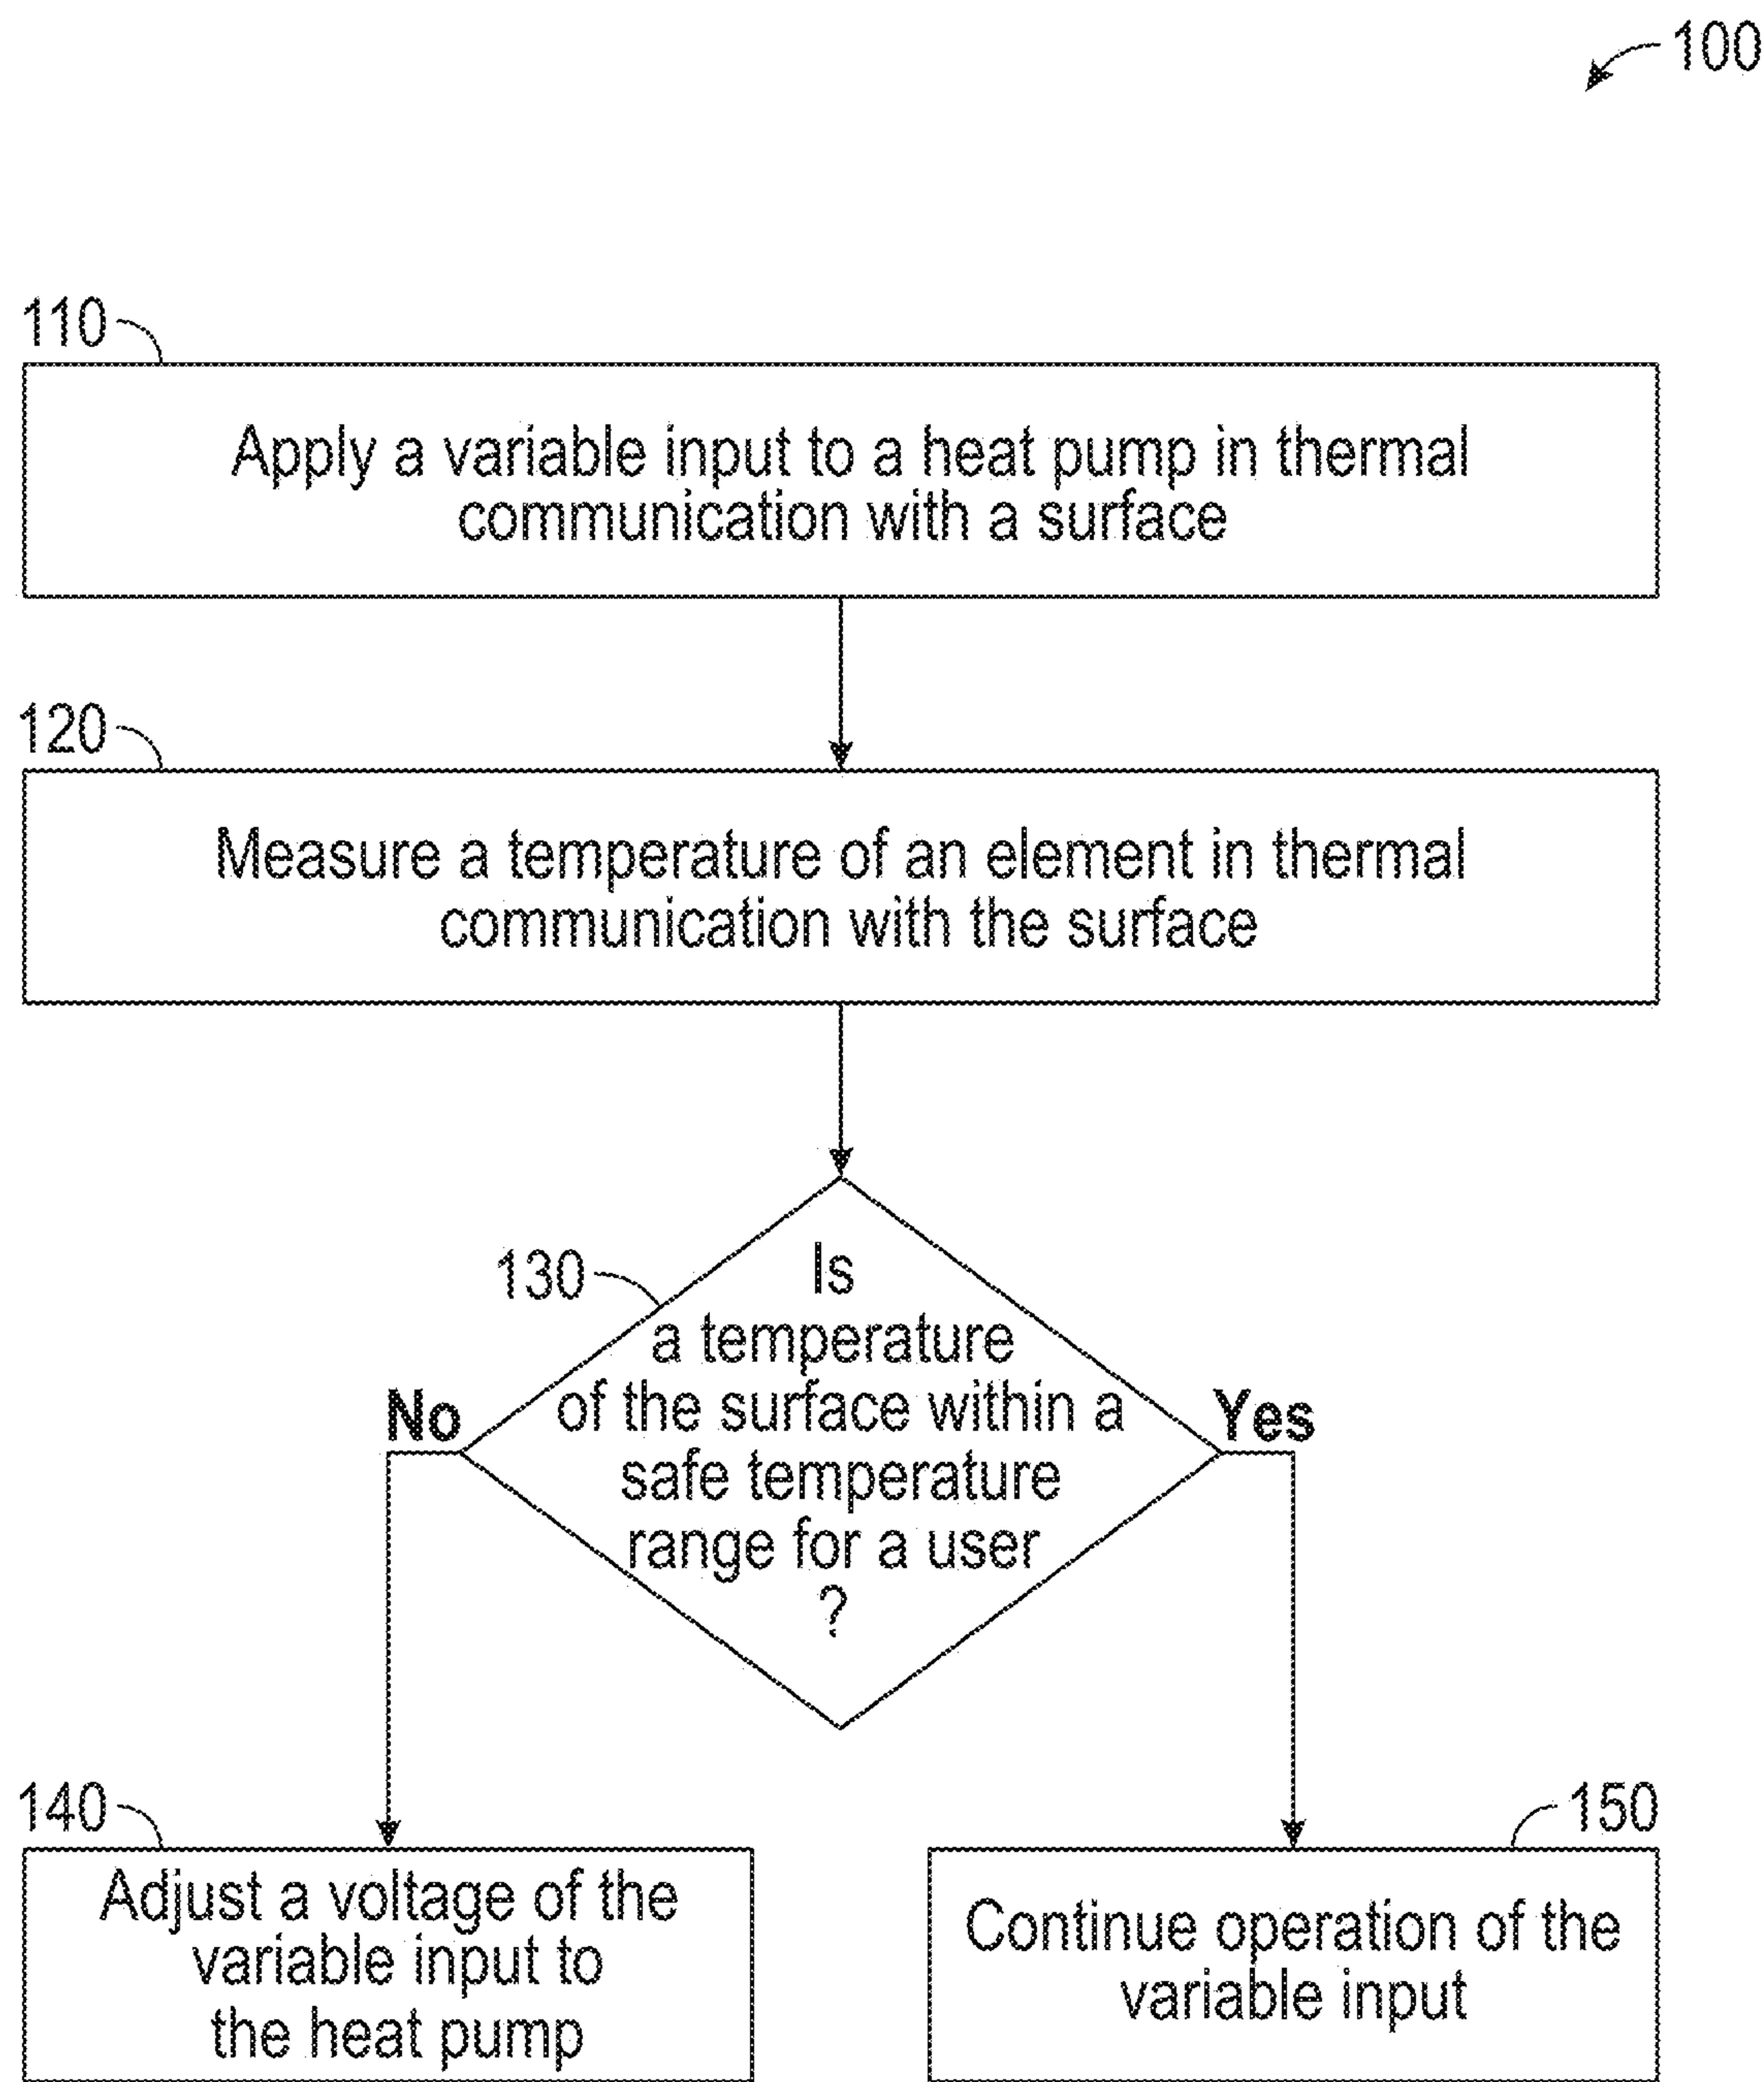 100
110
Apply a variable input to a heat pump in thermal
communication with a surface
120
Measure a temperature of an element in thermal
communication with the surface
130
Is
a temperature
of the surface within a
safe temperature
range for a user
?
No
Yes
140
Adjust a voltage of the
variable input to
the heat pump
150
Continue operation of the
variable input